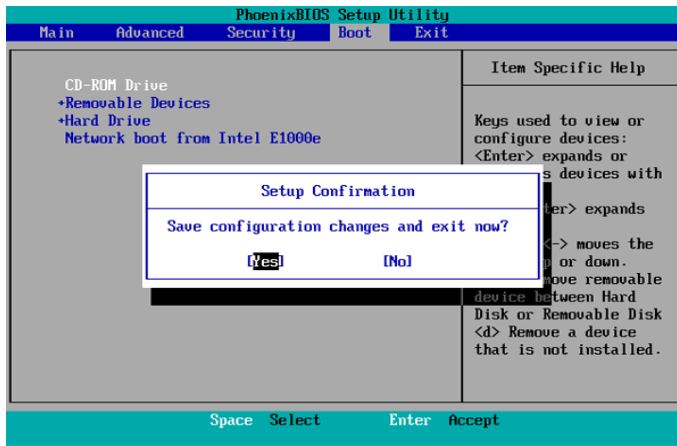 PhoenixBIOS Setup Utility
Main Advanced Security Boot Exit
CD-ROM Drive
+Removable Devices
+Hard Drive
Network boot from Intel E1000e
Item Specific Help
Keys used to view or
configure devices:
<Enter> expands or
s devices with
er> expands
<-> moves the
p or down.
move removable
device between Hard
Disk or Removable Disk
<d> Remove a device
that is not installed.
Setup Confirmation
Save configuration changes and exit now?
[Yes] [No]
Space Select Enter Accept